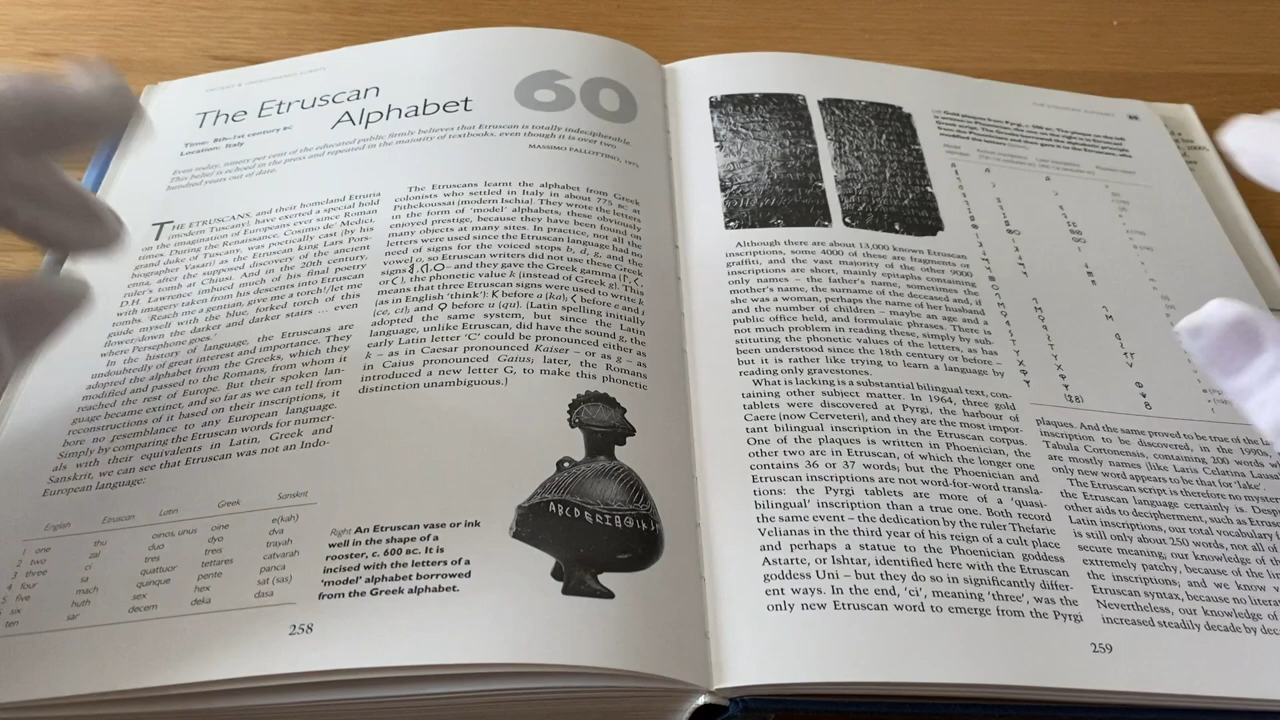 The Etruscan
Alphabet
60
Time: 8th–1st century BC
Location: Italy
Even today, ninety per cent of the educated public firmly believes that Etruscan is totally indecipherable.
This belief is echoed in the press and repeated in the majority of textbooks, even though it is over two
hundred years out of date.
MASSIMO PALLOTTINO, 1975
THE ETRUSCANS, and their homeland Etruria
(modern Tuscany), have exerted a special hold
on the imagination of Europeans ever since Roman
times. During the Renaissance, Cosimo de' Medici,
grand duke of Tuscany, was poetically cast (by his
biographer Vasari) as the Etruscan king Lars Pors-
enna, after the supposed discovery of the ancient
ruler's tomb at Chiusi. And in the 20th century,
D.H. Lawrence imbued much of his final poetry
with imagery taken from his descents into Etruscan
tombs. 'Reach me a gentian, give me a torch!/let me
guide myself with the blue, forked torch of this
flower/down the darker and darker stairs … even
where Persephone goes.'
In the history of language, the Etruscans are
undoubtedly of great interest and importance. They
adopted the alphabet from the Greeks, which they
modified and passed to the Romans, from whom it
reached the rest of Europe. But their spoken lan-
guage became extinct, and so far as we can tell from
reconstructions of it based on their inscriptions, it
bore no resemblance to any European language.
Simply by comparing the Etruscan words for numer-
als with their equivalents in Latin, Greek and
Sanskrit, we can see that Etruscan was not an Indo-
European language:
English Etruscan Latin Greek Sanskrit
1 one thu oinos, unus oine e(kah)
2 two zal duo dyo dva
3 three ci tres treis trayah
4 four sa quattuor tettares catvarah
5 five mach quinque pente panca
six huth sex hex sat (sas)
ten sar decem deka dasa
The Etruscans learnt the alphabet from Greek
colonists who settled in Italy in about 775 BC at
Pithekoussai (modern Ischia). They wrote the letters
in the form of 'model' alphabets; these obviously
enjoyed prestige, because they have been found on
many objects at many sites. In practice, not all the
letters were used since the Etruscan language had no
need of signs for the voiced stops b, d, g, and the
vowel o, so Etruscan writers did not use these Greek
signs – and they gave the Greek gamma (Γ, <,
or C), the phonetic value k (instead of Greek g). This
means that three Etruscan signs were used to write k
(as in English 'think'): K before a (ka); C before e and i
(ce, ci); and Q before u (qu). (Latin spelling initially
adopted the same system, but since the Latin
language, unlike Etruscan, did have the sound g, the
early Latin letter 'C' could be pronounced either as
k – as in Caesar pronounced Kaiser – or as g – as
in Caius pronounced Gaius; later, the Romans
introduced a new letter G, to make this phonetic
distinction unambiguous.)
Right An Etruscan vase or ink
well in the shape of a
rooster, c. 600 BC. It is
incised with the letters of a
'model' alphabet borrowed
from the Greek alphabet.
258
Although there are about 13,000 known Etruscan
inscriptions, some 4000 of these are fragments or
graffiti, and the vast majority of the other 9000
inscriptions are short, mainly epitaphs containing
only names – the father's name, sometimes the
mother's name, the surname of the deceased and, if
she was a woman, perhaps the name of her husband
and the number of children – maybe an age and a
public office held, and formulaic phrases. There is
not much problem in reading these, simply by sub-
stituting the phonetic values of the letters, as has
been understood since the 18th century or before –
but it is rather like trying to learn a language by
reading only gravestones.
What is lacking is a substantial bilingual text, con-
taining other subject matter. In 1964, three gold
tablets were discovered at Pyrgi, the harbour of
Caere (now Cerveteri), and they are the most impor-
tant bilingual inscription in the Etruscan corpus.
One of the plaques is written in Phoenician, the
other two are in Etruscan, of which the longer one
contains 36 or 37 words; but the Phoenician and
Etruscan inscriptions are not word-for-word transla-
tions: the Pyrgi tablets are more of a 'quasi-
bilingual' inscription than a true one. Both record
the same event – the dedication by the ruler Thefarie
Velianas in the third year of his reign of a cult place
and perhaps a statue to the Phoenician goddess
Astarte, or Ishtar, identified here with the Etruscan
goddess Uni – but they do so in significantly differ-
ent ways. In the end, 'ci', meaning 'three', was the
only new Etruscan word to emerge from the Pyrgi
plaques. And the same proved to be true of the
inscription to be discovered, in the 1990s,
Tabula Cortonensis, containing 200 words
are mostly names (like Laris Celatina Lausa
only new word appears to be that for 'lake'.
The Etruscan script is therefore no myster
the Etruscan language certainly is. Despi
other aids to decipherment, such as Etrus
Latin inscriptions, our total vocabulary
is still only about 250 words, not all of
secure meaning; our knowledge of
extremely patchy, because of the li
the inscriptions, and we know
Etruscan syntax, because no litera
Nevertheless, our knowledge of
increased steadily decade by dec
259